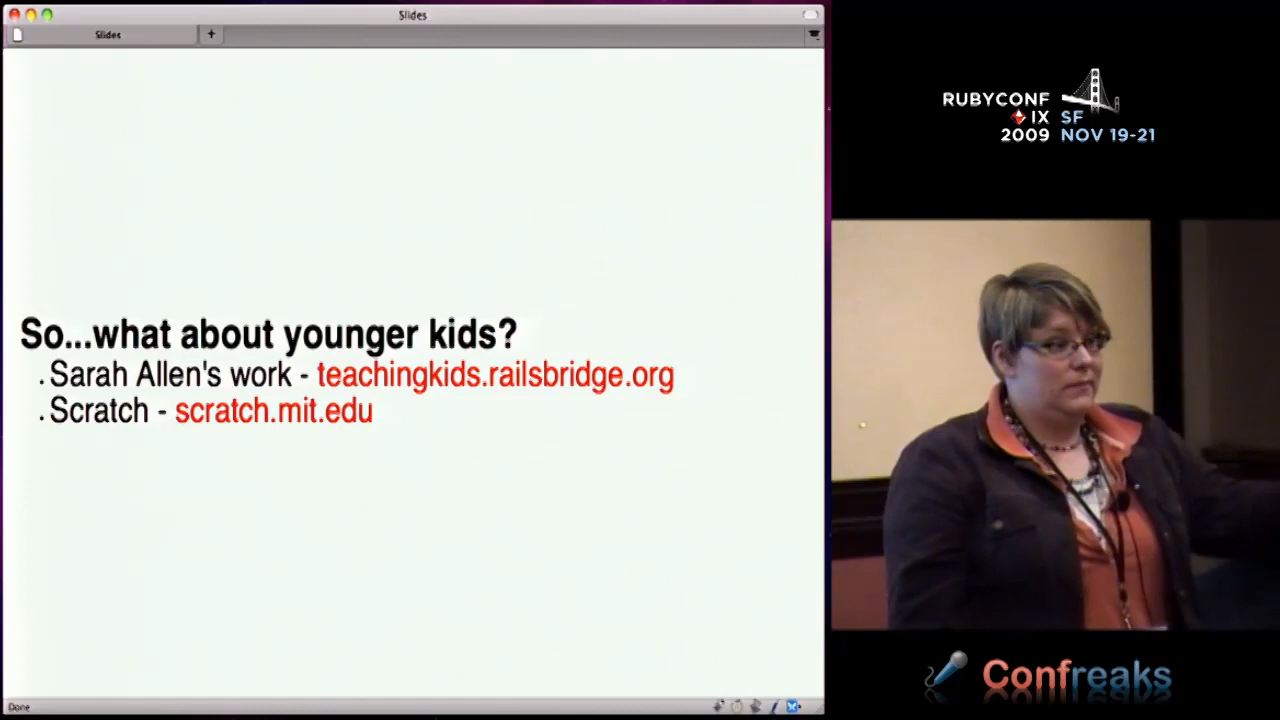 Slides
Slides
+
So...what about younger kids?
. Sarah Allen's work - teachingkids.railsbridge.org
. Scratch - scratch.mit.edu
Done
RUBYCONF
IX SF
2009 NOV 19-21
Confreaks